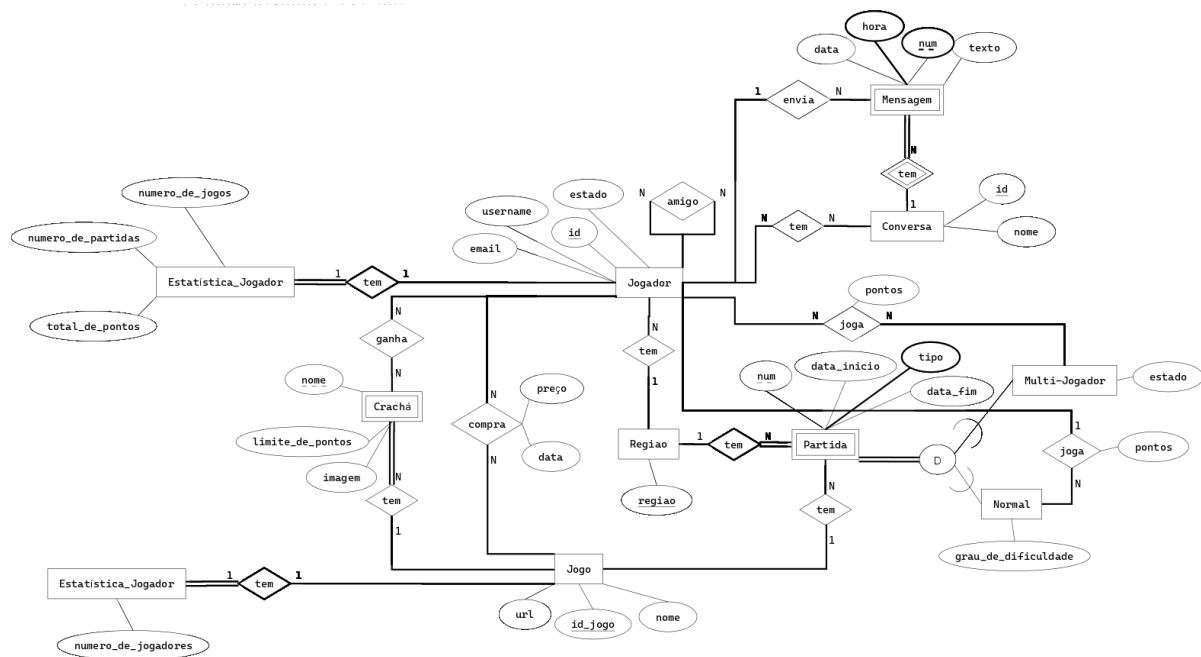 hora
num
data
texto
1
envia
N
Mensagem
N
tem
1
id
Conversa
nome
N
tem
N
estado
username
id
email
N
amigo
N
numero_de_jogos
numero_de_partidas
Estatística_Jogador
total_de_pontos
1
tem
1
Jogador
pontos
N
joga
N
N
ganha
N
nome
Crachá
limite_de_pontos
imagem
N
tem
1
N
compra
N
preço
data
N
tem
1
Regiao
regiao
1
tem
N
num
data_inicio
tipo
data_fim
Partida
D
Multi-Jogador
estado
1
joga
N
pontos
Normal
grau_de_dificuldade
N
tem
1
Estatística_Jogador
1
tem
1
numero_de_jogadores
Jogo
url
id_jogo
nome